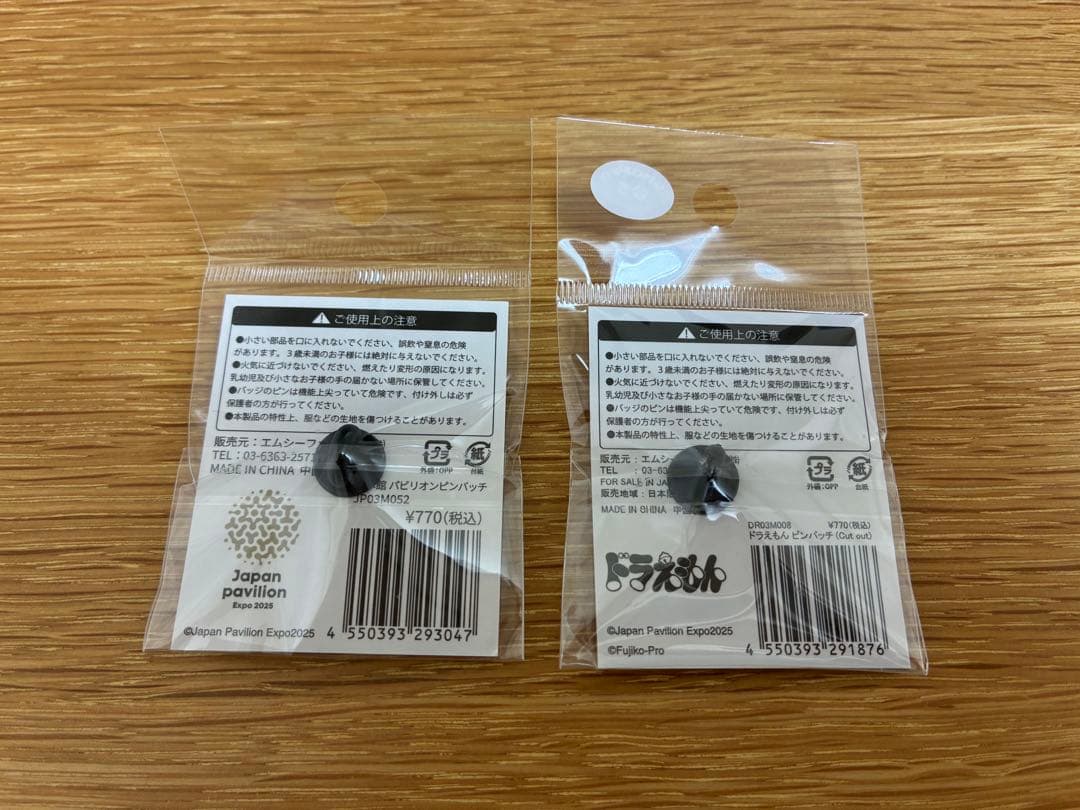 ⚠ ご使用上の注意
●小さい部品を口に入れないでください、誤飲や窒息の危険
があります。３歳未満のお子様には絶対に与えないでください。
●火気に近づけないでください、燃えたり変形の原因になります。
乳幼児及び小さなお子様の手の届かない場所に保管してください。
●バッジのピンは機能上尖っていて危険です、付け外しは必ず
保護者の方が行ってください。
●本製品の特性上、服などの生地を傷つけることがあります。
販売元：エムシーフ
TEL：03-6363-257
MADE IN CHINA 中国
プラ
外袋：OPP
紙
台紙
館 パビリオンピンバッチ
JP03M052
¥770(税込)
Japan
pavilion
Expo 2025
©Japan Pavilion Expo2025
4 550393 293047
⚠ ご使用上の注意
●小さい部品を口に入れないでください、誤飲や窒息の危険
があります。３歳未満のお子様には絶対に与えないでください。
●火気に近づけないでください、燃えたり変形の原因になります。
乳幼児及び小さなお子様の手の届かない場所に保管してください。
●バッジのピンは機能上尖っていて危険です、付け外しは必ず
保護者の方が行ってください。
●本製品の特性上、服などの生地を傷つけることがあります。
販売元：エムシー
TEL：03-63
FOR SALE IN JA
販売地域：日本
MADE IN CHINA 中国
プラ
外袋：OPP
紙
台紙
DR03M008 ¥770(税込)
ドラえもん ピンバッチ (Cut out)
ドラえもん
©Japan Pavilion Expo2025
©Fujiko-Pro
4 550393 291876